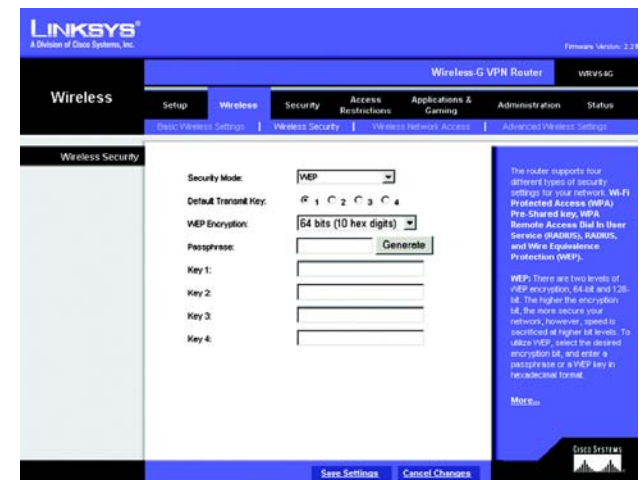 LINKSYS®
A Division of Cisco Systems, Inc.
Firmware Version: 2.21
Wireless-G VPN Router WRV54G
Wireless
Setup Wireless Security Access Restrictions Applications & Gaming Administration Status
Basic Wireless Settings | Wireless Security | Wireless Network Access | Advanced Wireless Settings
Wireless Security
Security Mode: WEP
Default Transmit Key: 1 2 3 4
WEP Encryption: 64 bits (10 hex digits)
Passphrase: Generate
Key 1:
Key 2:
Key 3:
Key 4:
The router supports four
different types of security
settings for your network. Wi-Fi
Protected Access (WPA)
Pre-Shared key, WPA
Remote Access Dial In User
Service (RADIUS), RADIUS,
and Wire Equivalence
Protection (WEP).
WEP: There are two levels of
WEP encryption, 64-bit and 128-
bit. The higher the encryption
bit, the more secure your
network, however, speed is
sacrificed at higher bit levels. To
utilize WEP, select the desired
encryption bit, and enter a
passphrase or a WEP key in
hexadecimal format.
More...
Save Settings Cancel Changes
CISCO SYSTEMS